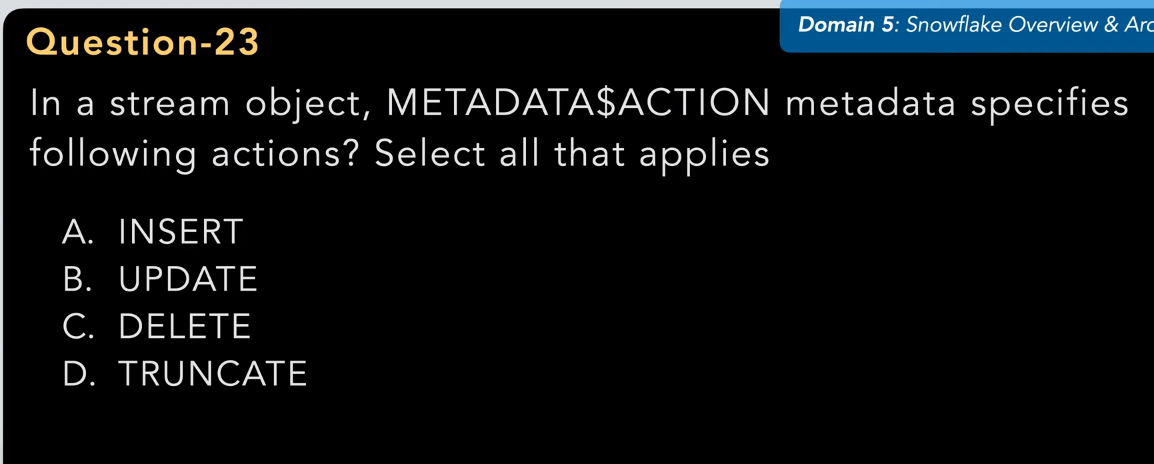 Domain 5: Snowflake Overview &
Question-23
In a stream object, METADATA$ACTION metadata specifies
following actions? Select all that applies
A. INSERT
B. UPDATE
C. DELETE
D. TRUNCATE